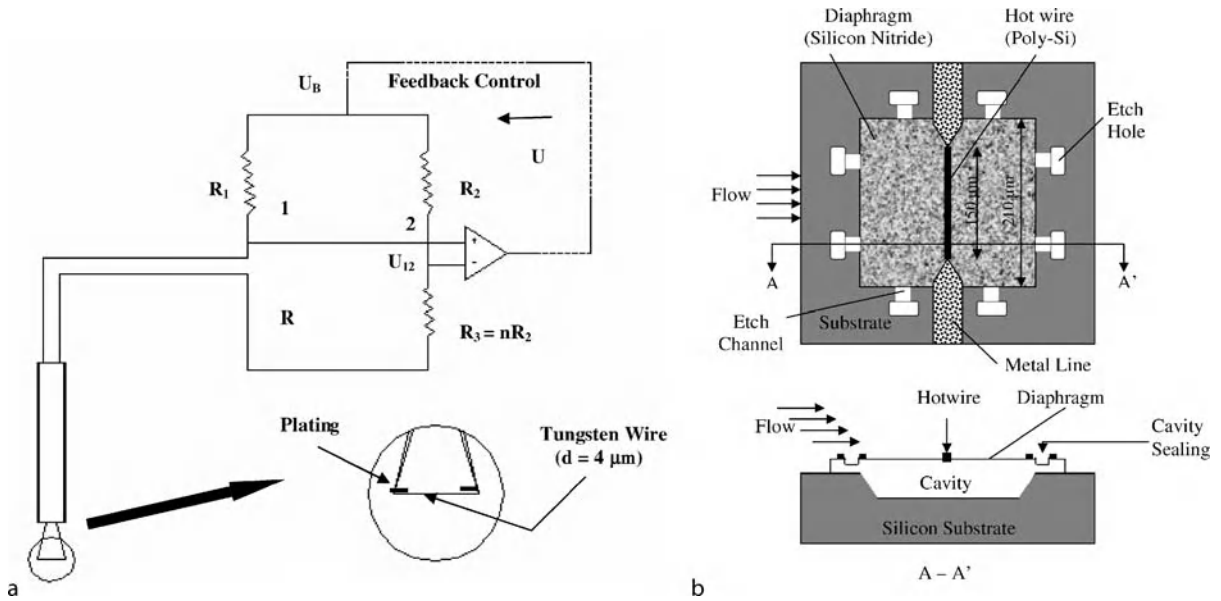 a
U_B
Feedback Control
U
R_1
1
R_2
2
U_12
+
-
R
R_3 = nR_2
Plating
Tungsten Wire
(d = 4 µm)
b
Diaphragm
(Silicon Nitride)
Hot wire
(Poly-Si)
Etch
Hole
Flow
150 µm
210 µm
A
A'
Etch
Channel
Substrate
Metal Line
Hotwire
Diaphragm
Flow
Cavity
Sealing
Cavity
Silicon Substrate
A – A'